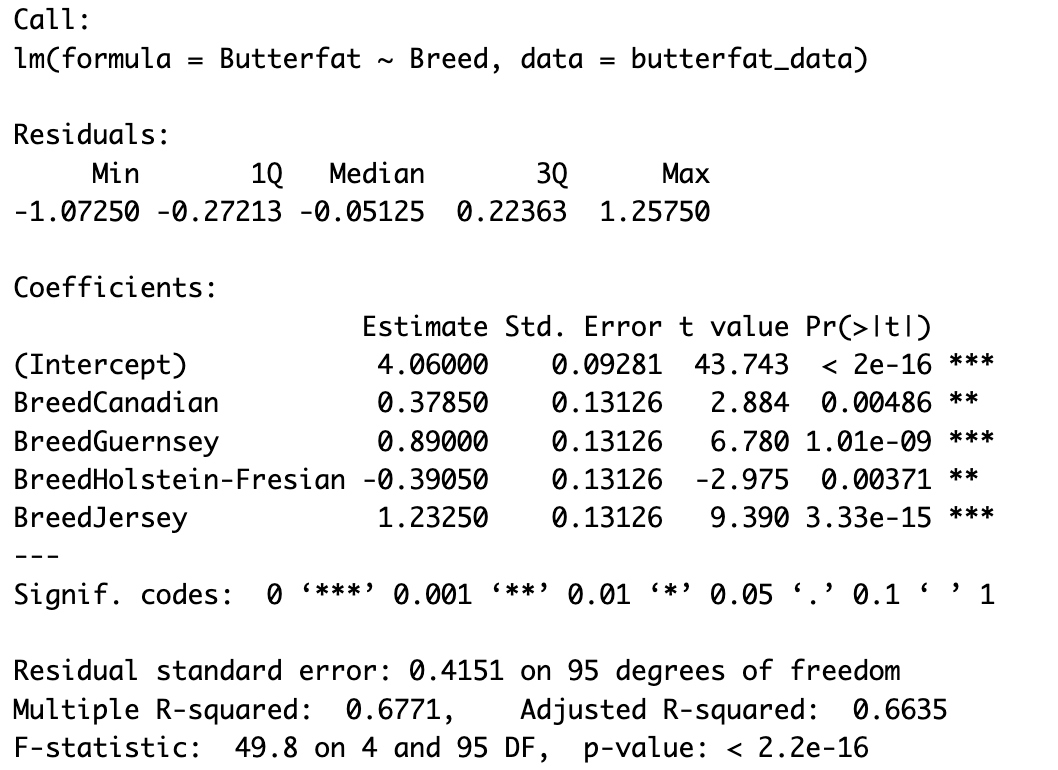 Call:
lm(formula = Butterfat ~ Breed, data = butterfat_data)
Residuals:
Min 1Q Median 3Q Max
-1.07250 -0.27213 -0.05125 0.22363 1.25750
Coefficients:
Estimate Std. Error t value Pr(>|t|)
(Intercept) 4.06000 0.09281 43.743 < 2e-16 ***
BreedCanadian 0.37850 0.13126 2.884 0.00486 **
BreedGuernsey 0.89000 0.13126 6.780 1.01e-09 ***
BreedHolstein-Fresian -0.39050 0.13126 -2.975 0.00371 **
BreedJersey 1.23250 0.13126 9.390 3.33e-15 ***
---
Signif. codes: 0 ‘***’ 0.001 ‘**’ 0.01 ‘*’ 0.05 ‘.’ 0.1 ‘ ’ 1
Residual standard error: 0.4151 on 95 degrees of freedom
Multiple R-squared: 0.6771, Adjusted R-squared: 0.6635
F-statistic: 49.8 on 4 and 95 DF, p-value: < 2.2e-16